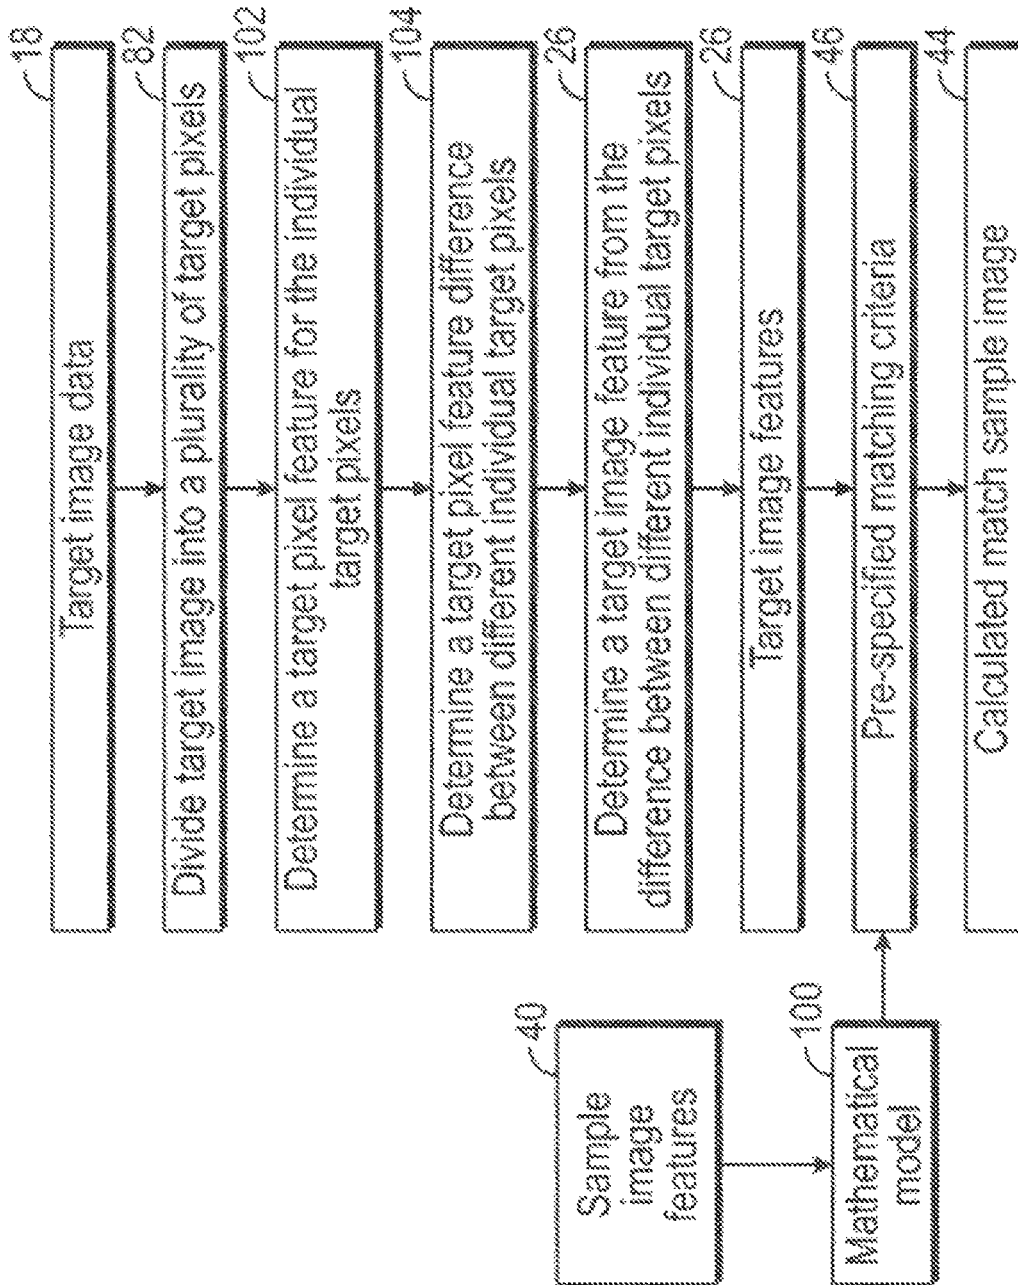 18
Target image data
82
Divide target image into a plurality of target pixels
102
Determine a target pixel feature for the individual
target pixels
104
Determine a target pixel feature difference
between different individual target pixels
26
Determine a target image feature from the
difference between different individual target pixels
26
Target image features
46
Pre-specified matching criteria
44
Calculated match sample image
40
Sample
image
features
100
Mathematical
model